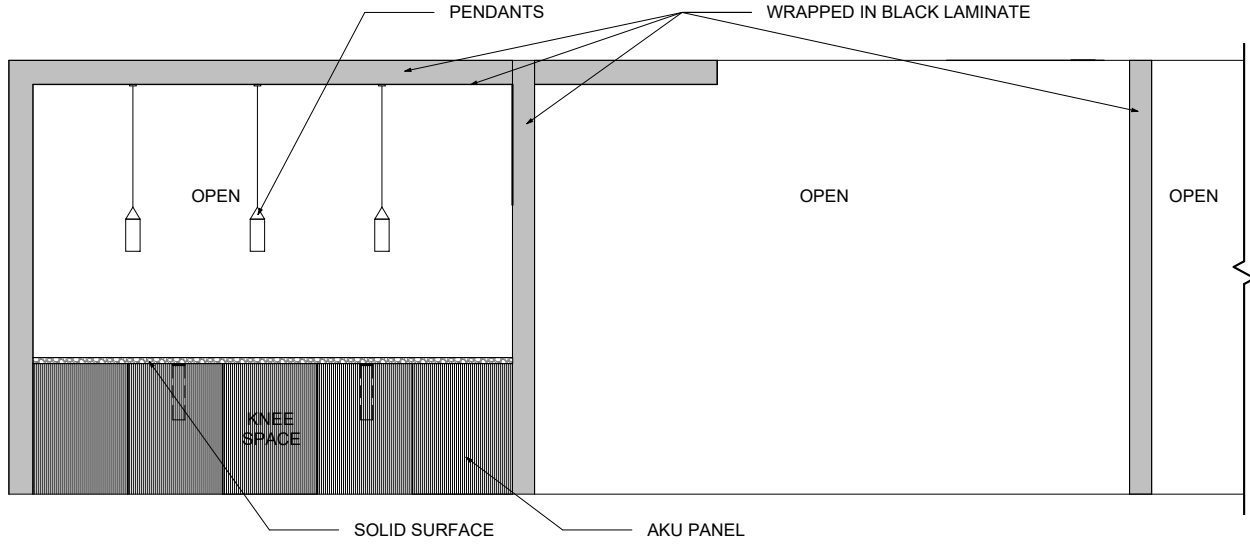 PENDANTS
WRAPPED IN BLACK LAMINATE
OPEN
OPEN
OPEN
KNEE
SPACE
SOLID SURFACE
AKU PANEL